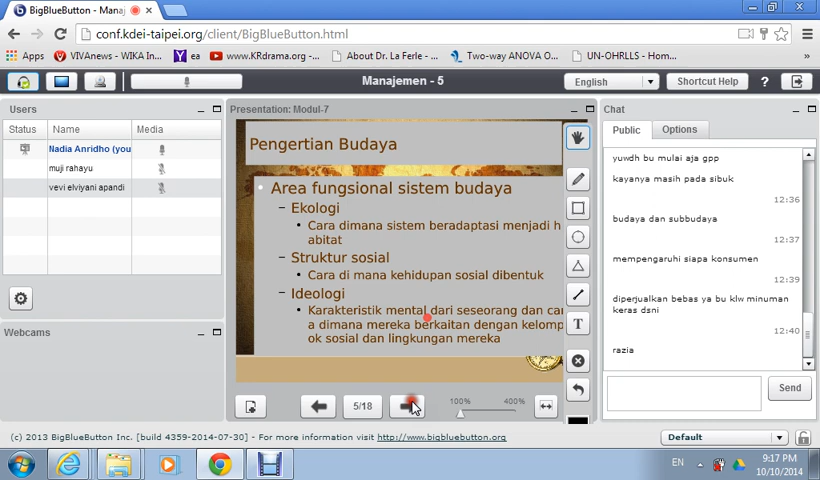 BigBlueButton - Mana
conf.kdei-taipei.org/client/BigBlueButton.html
Apps
VIVAnews - WIKA In...
ea
www.KRdrama.org -...
About Dr. La Ferle - ...
Two-way ANOVA O...
UN-OHRLLS - Hom...
Manajemen - 5
English
Shortcut Help
?
Users
Status
Name
Media
Nadia Anridho (you
muji rahayu
vevi elviyani apandi
Webcams
Presentation: Modul-7
Pengertian Budaya
• Area fungsional sistem budaya
– Ekologi
• Cara dimana sistem beradaptasi menjadi h
abitat
– Struktur sosial
• Cara di mana kehidupan sosial dibentuk
– Ideologi
• Karakteristik mental dari seseorang dan car
a dimana mereka berkaitan dengan kelomp
ok sosial dan lingkungan mereka
T
5/18
100%
400%
Chat
Public
Options
yuwdh bu mulai aja gpp
kayanya masih pada sibuk
12:36
budaya dan subbudaya
12:37
mempengaruhi siapa konsumen
12:39
diperjualkan bebas ya bu klw minuman
keras dsni
12:40
razia
Send
(c) 2013 BigBlueButton Inc. [build 4359-2014-07-30] - For more information visit http://www.bigbluebutton.org
Default
EN
9:17 PM
10/10/2014